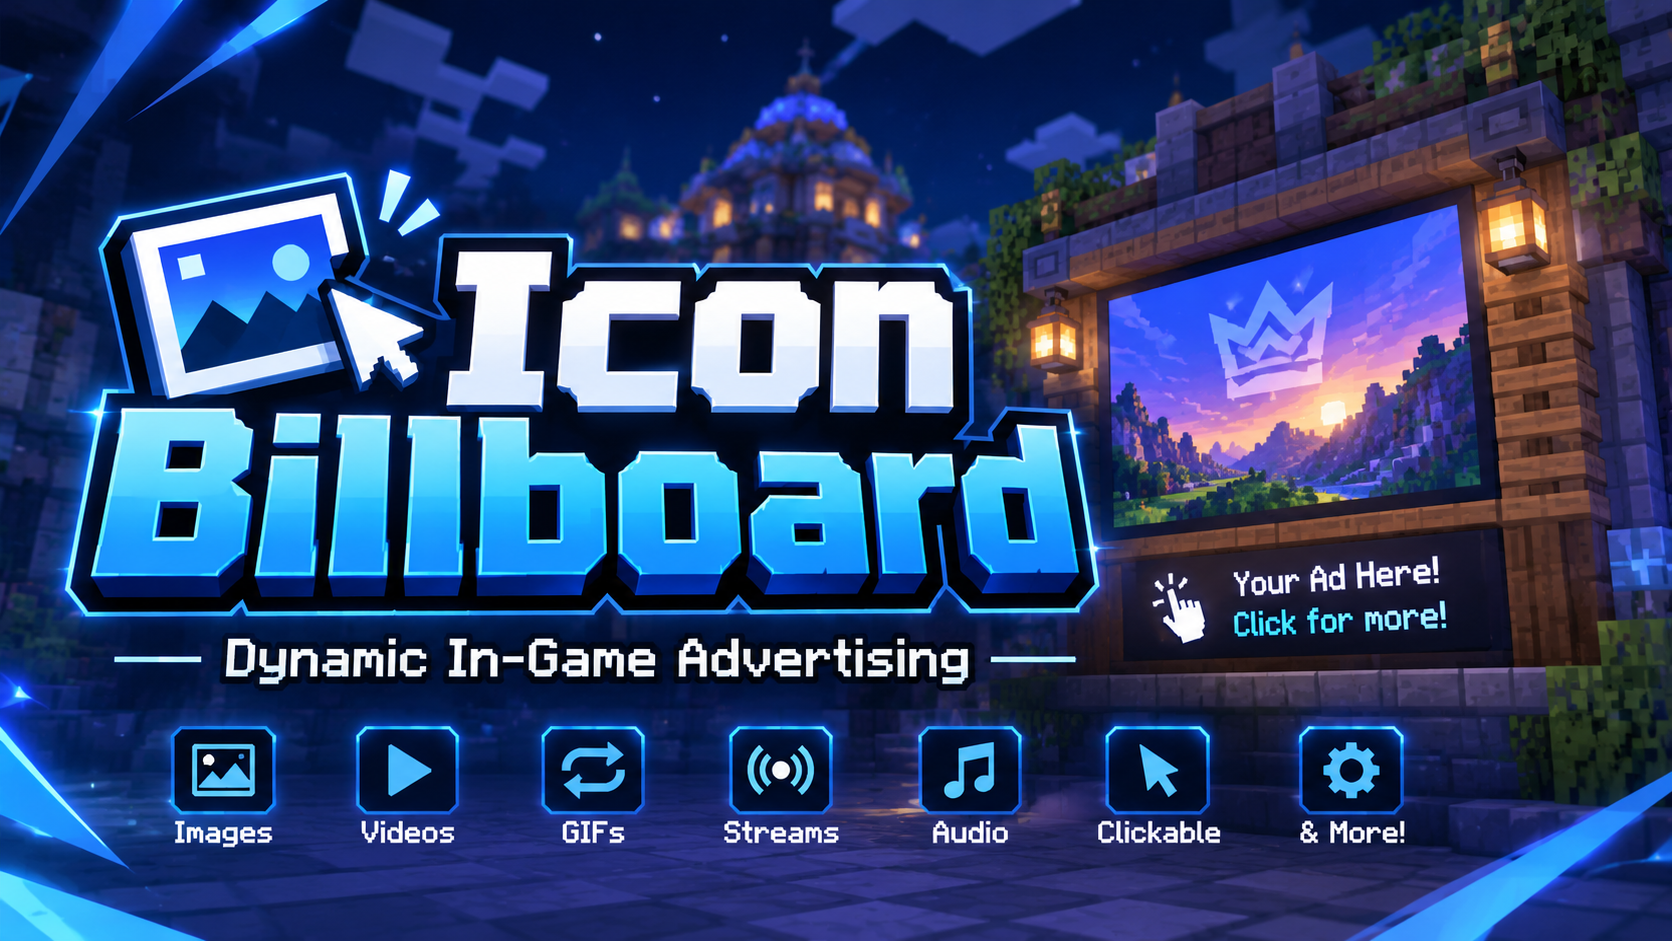 Icon
Billboard
Dynamic In-Game Advertising
Your Ad Here!
Click for more!
Images
Videos
GIFs
Streams
Audio
Clickable
& More!